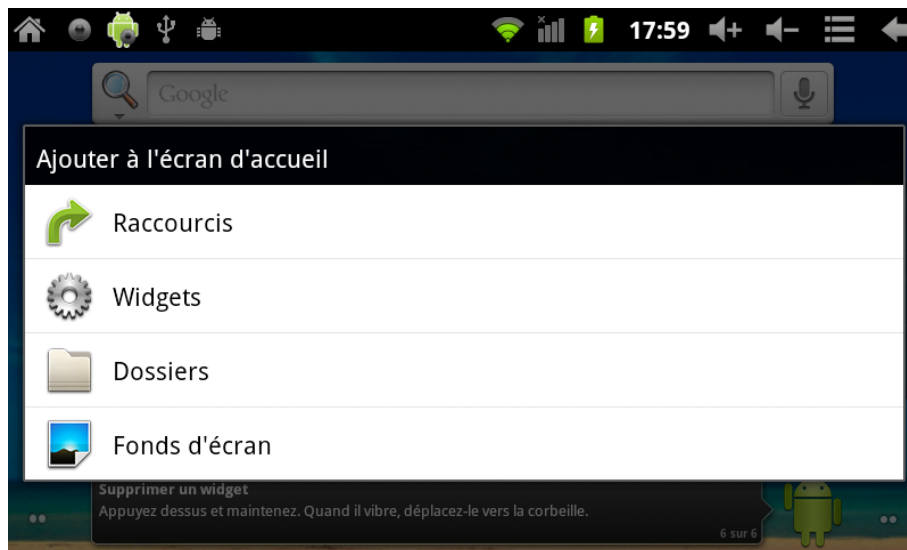 17:59
Google
Ajouter à l'écran d'accueil
Raccourcis
Widgets
Dossiers
Fonds d'écran
Supprimer un widget
Appuyez dessus et maintenez. Quand il vibre, déplacez-le vers la corbeille.
6 sur 6